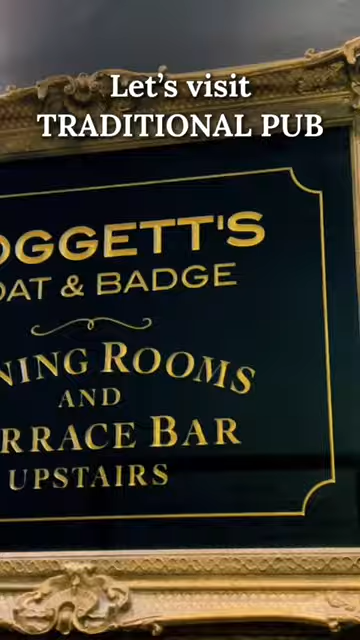 Let's visit
TRADITIONAL PUB
OGGETT'S
OAT & BADGE
NING ROOMS
AND
RRACE BAR
UPSTAIRS